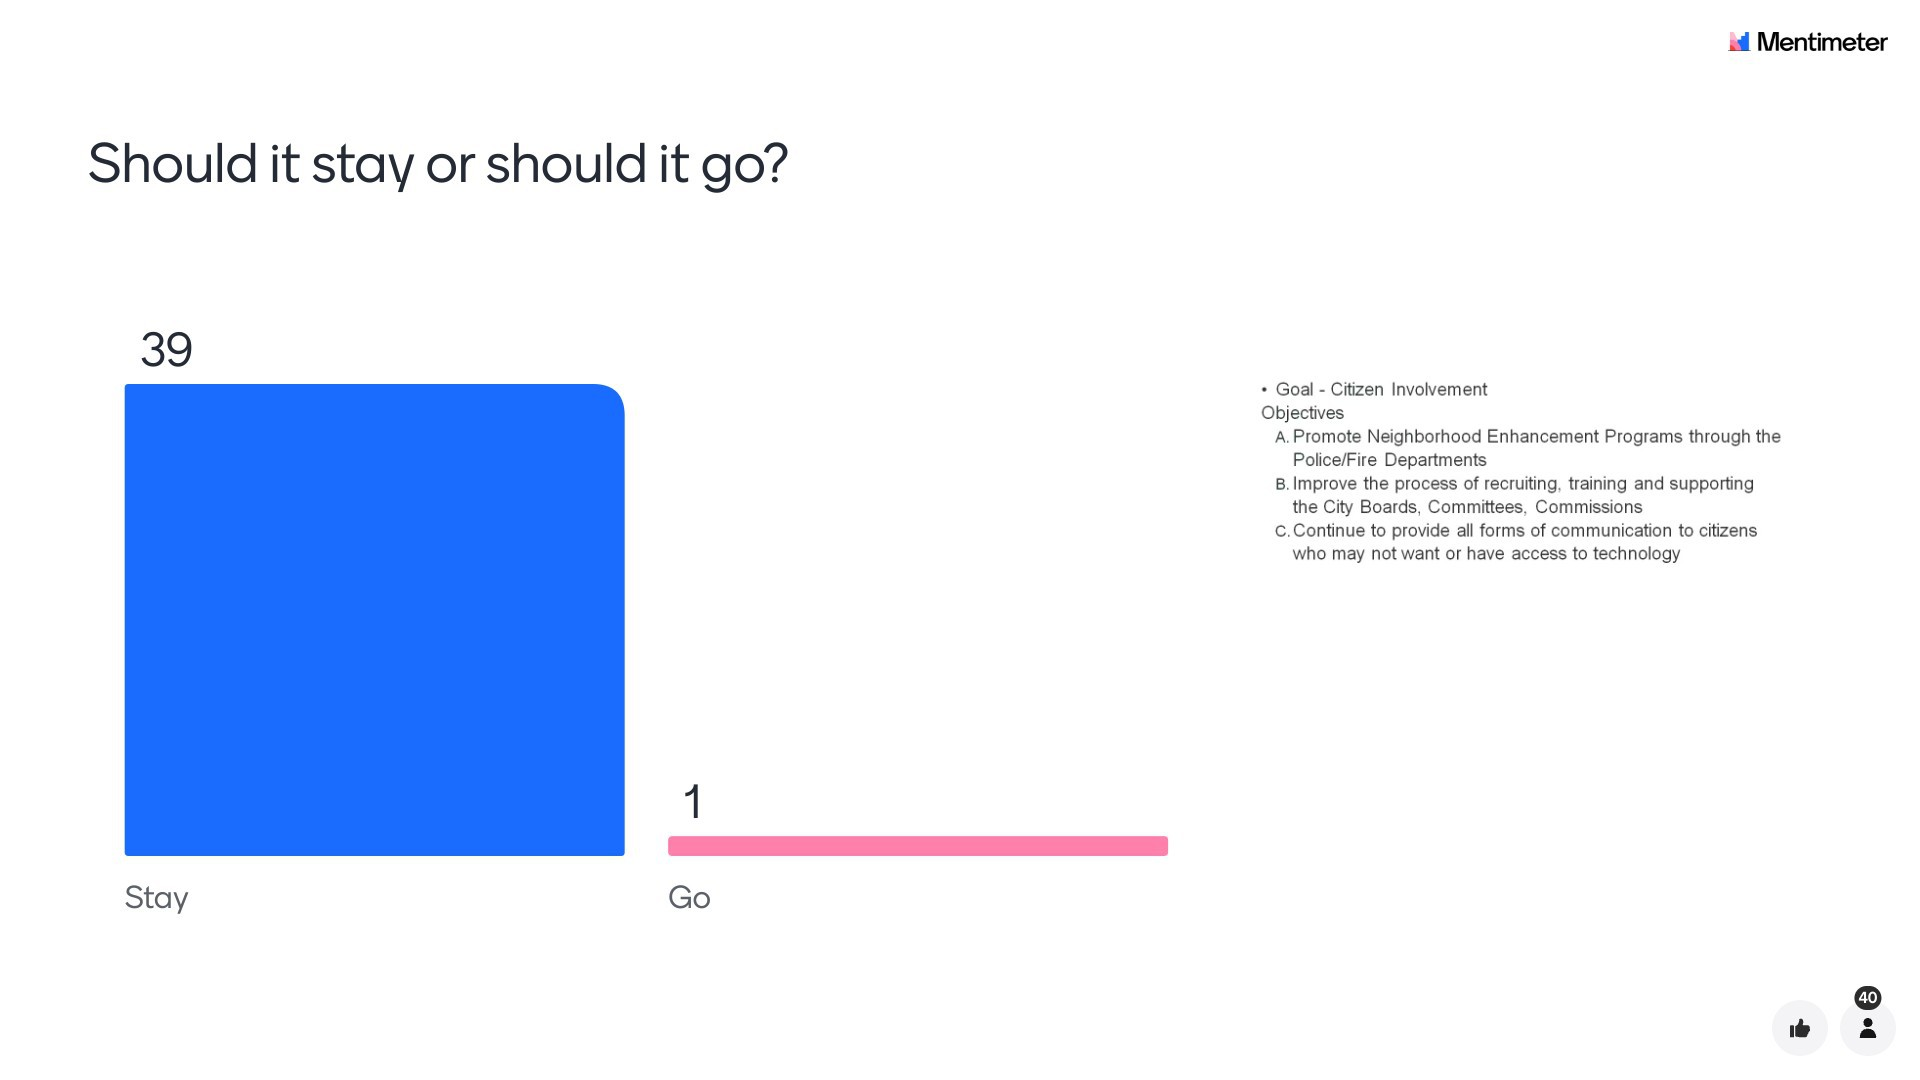 Mentimeter
Should it stay or should it go?
39
1
Stay
Go
• Goal - Citizen Involvement
Objectives
A. Promote Neighborhood Enhancement Programs through the
Police/Fire Departments
B. Improve the process of recruiting, training and supporting
the City Boards, Committees, Commissions
C. Continue to provide all forms of communication to citizens
who may not want or have access to technology
40